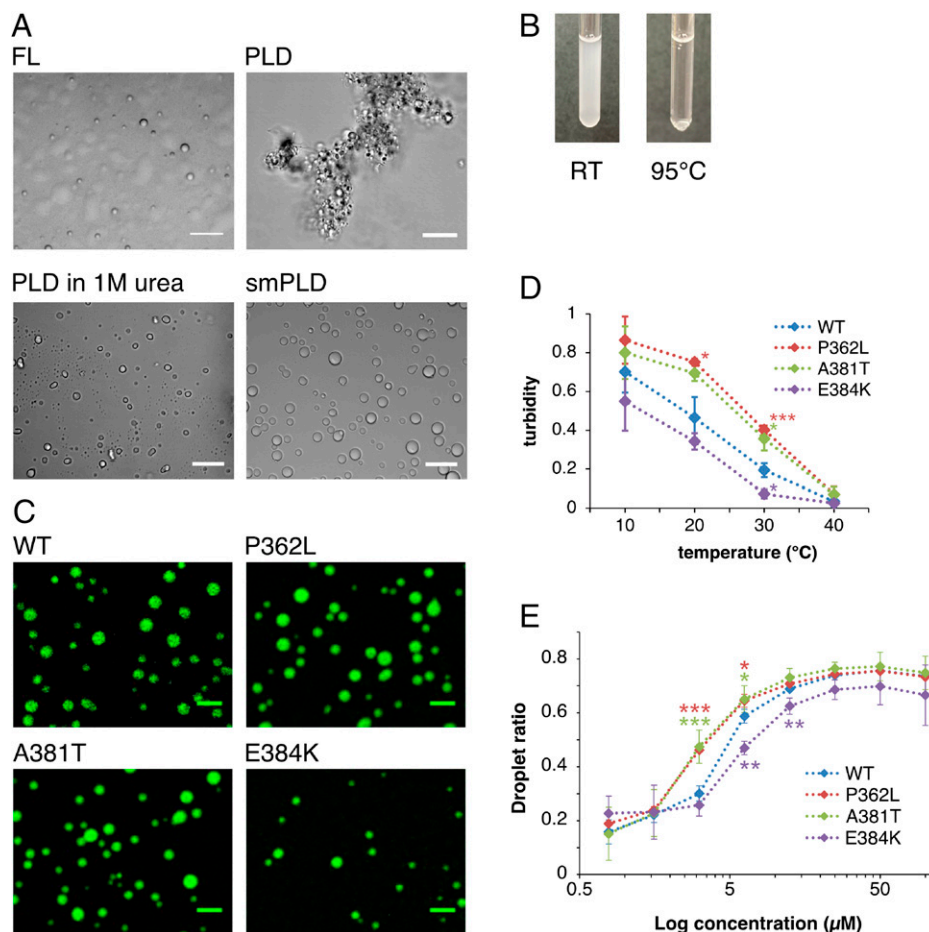 A
FL
PLD
PLD in 1M urea
smPLD
B
RT
95°C
C
WT
P362L
A381T
E384K
D
1
0.8
0.6
0.4
0.2
0
turbidity
10
20
30
40
temperature (°C)
WT
P362L
A381T
E384K
*
***
*
*
E
0.8
0.6
0.4
0.2
0
Droplet ratio
0.5
5
50
Log concentration (µM)
***
***
*
*
**
**
WT
P362L
A381T
E384K